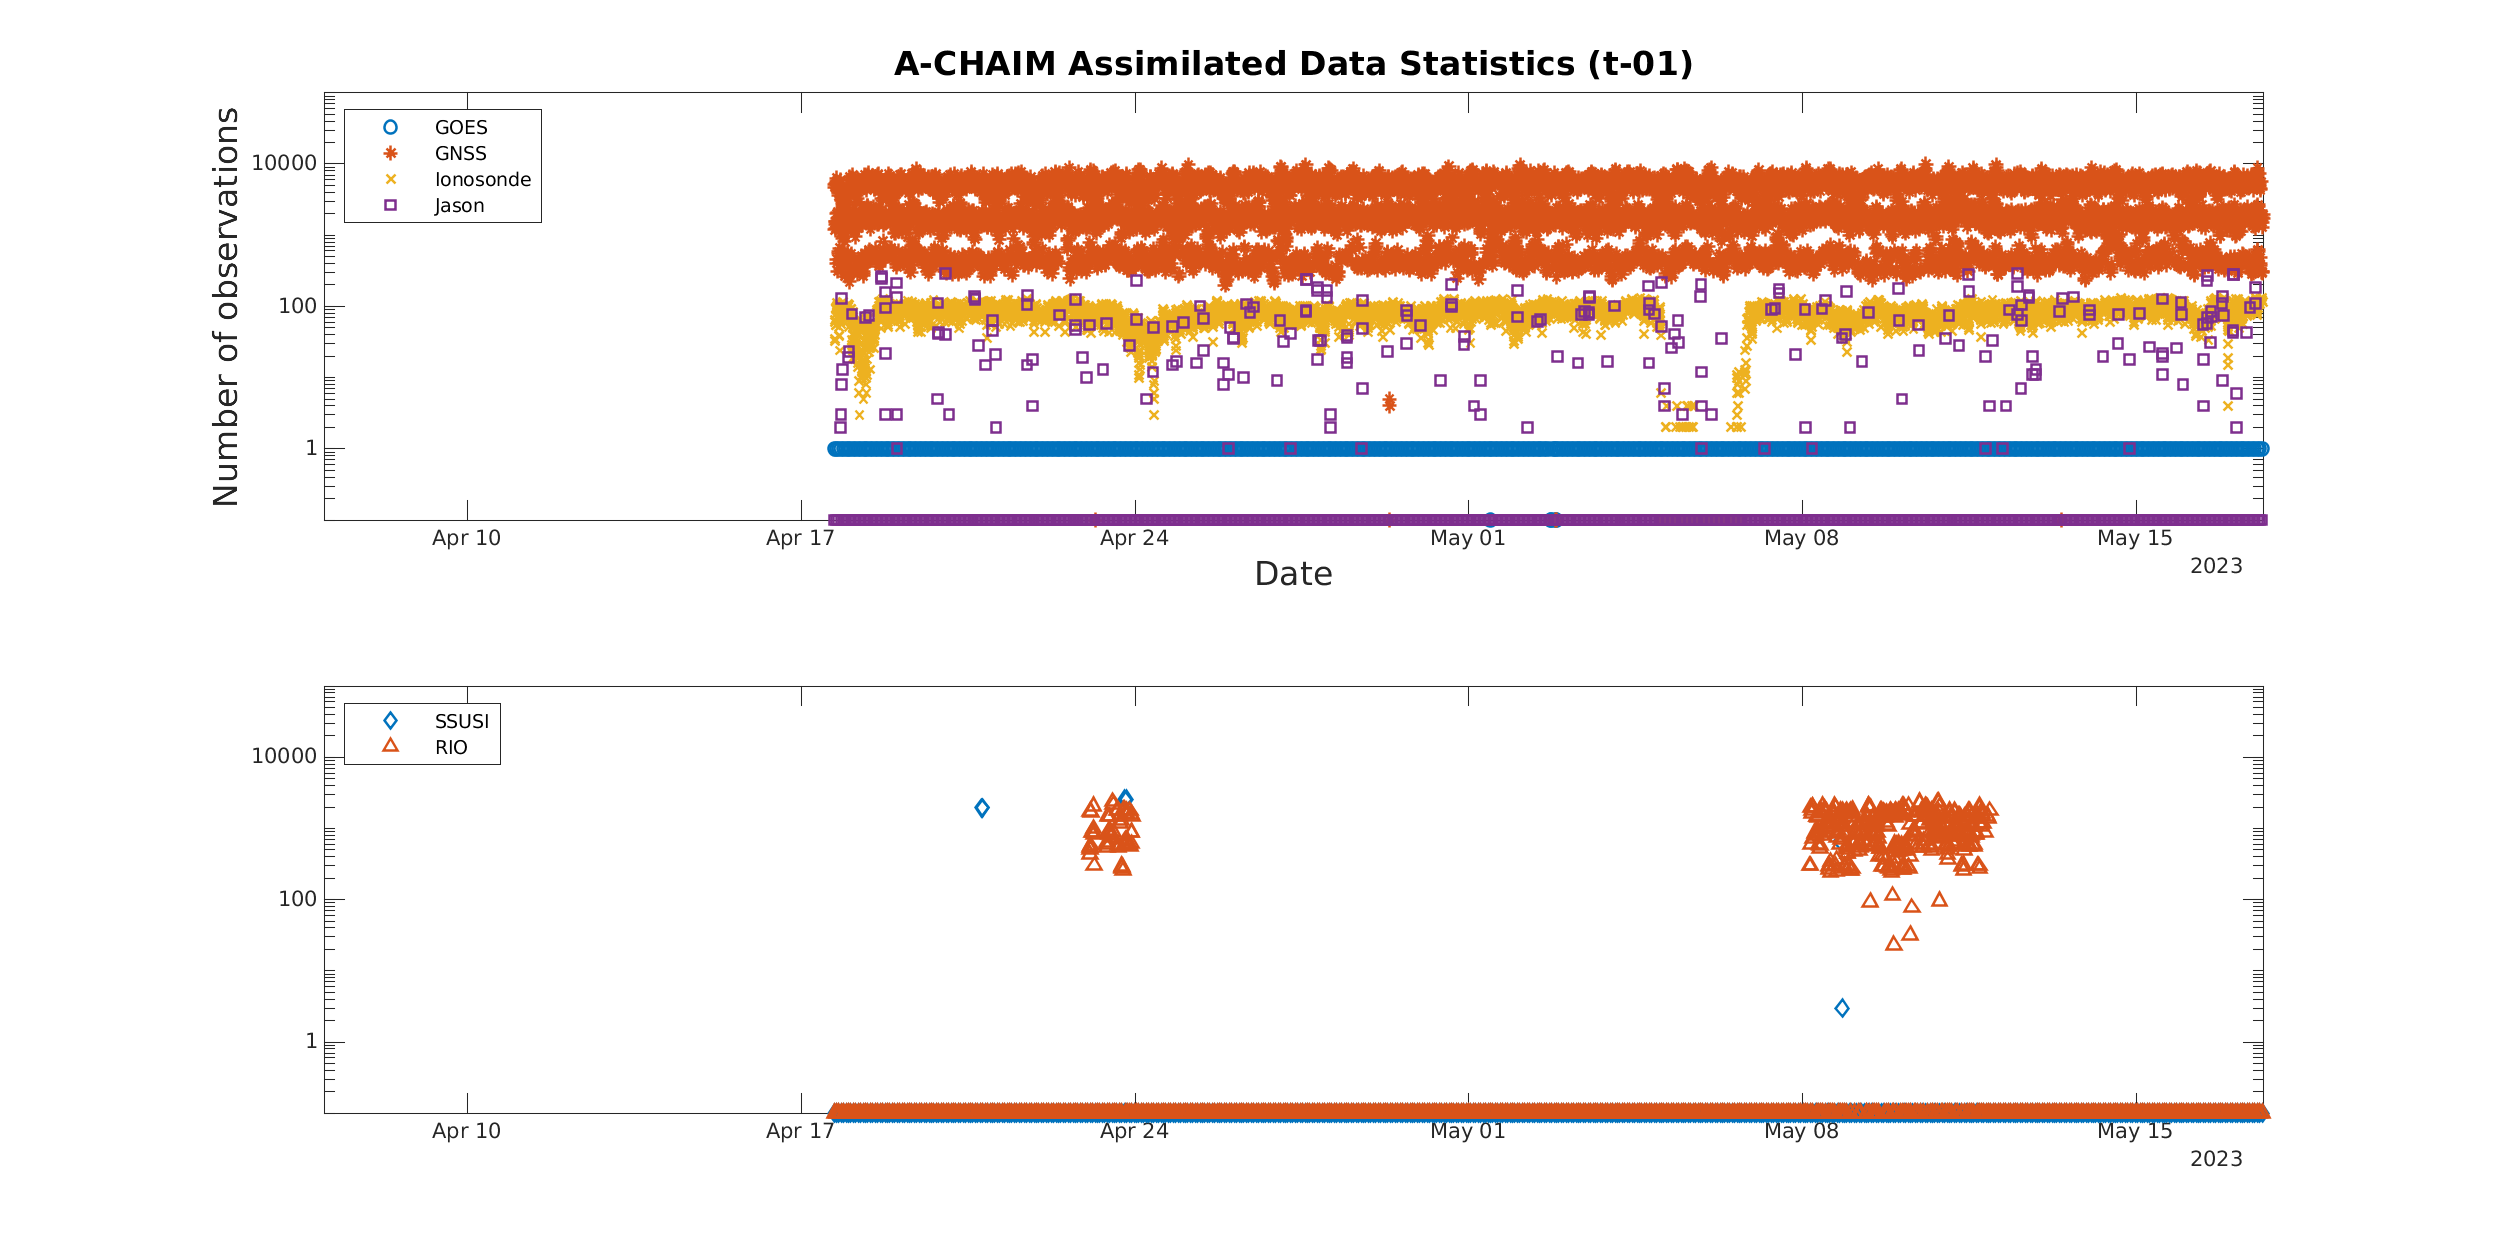 A-CHAIM Assimilated Data Statistics (t-01)
Number of observations
10000
100
1
GOES
GNSS
Ionosonde
Jason
Apr 10
Apr 17
Apr 24
May 01
May 08
May 15
2023
Date
10000
100
1
SSUSI
RIO
Apr 10
Apr 17
Apr 24
May 01
May 08
May 15
2023